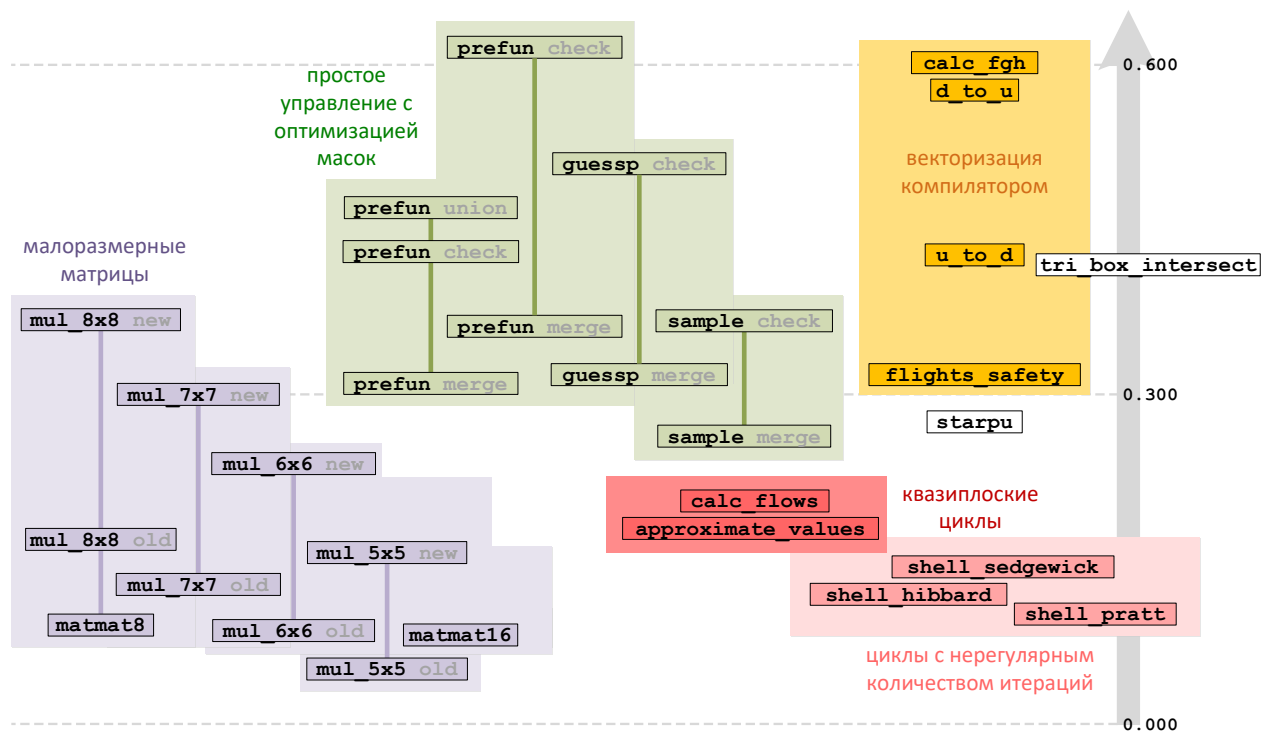 prefun check
простое
управление с
оптимизацией
масок
guessp check
prefun union
prefun check
prefun merge
prefun merge
guessp merge
sample check
sample merge
calc_fgh
d_to_u
векторизация
компилятором
u_to_d
tri_box_intersect
flights_safety
starpu
0.600
0.300
0.000
малоразмерные
матрицы
mul_8x8 new
mul_7x7 new
mul_6x6 new
mul_8x8 old
mul_5x5 new
mul_7x7 old
matmat8
mul_6x6 old
matmat16
mul_5x5 old
calc_flows
approximate_values
квазиплоские
циклы
shell_sedgewick
shell_hibbard
shell_pratt
циклы с нерегулярным
количеством итераций